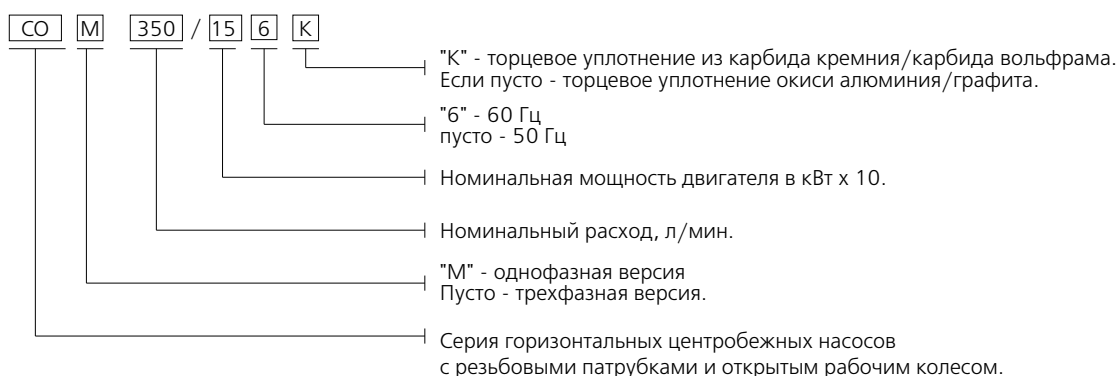 CO M 350 / 15 6 K
"К" - торцевое уплотнение из карбида кремния/карбида вольфрама.
Если пусто - торцевое уплотнение окиси алюминия/графита.
"6" - 60 Гц
пусто - 50 Гц
Номинальная мощность двигателя в кВт x 10.
Номинальный расход, л/мин.
"М" - однофазная версия
Пусто - трехфазная версия.
Серия горизонтальных центробежных насосов
с резьбовыми патрубками и открытым рабочим колесом.